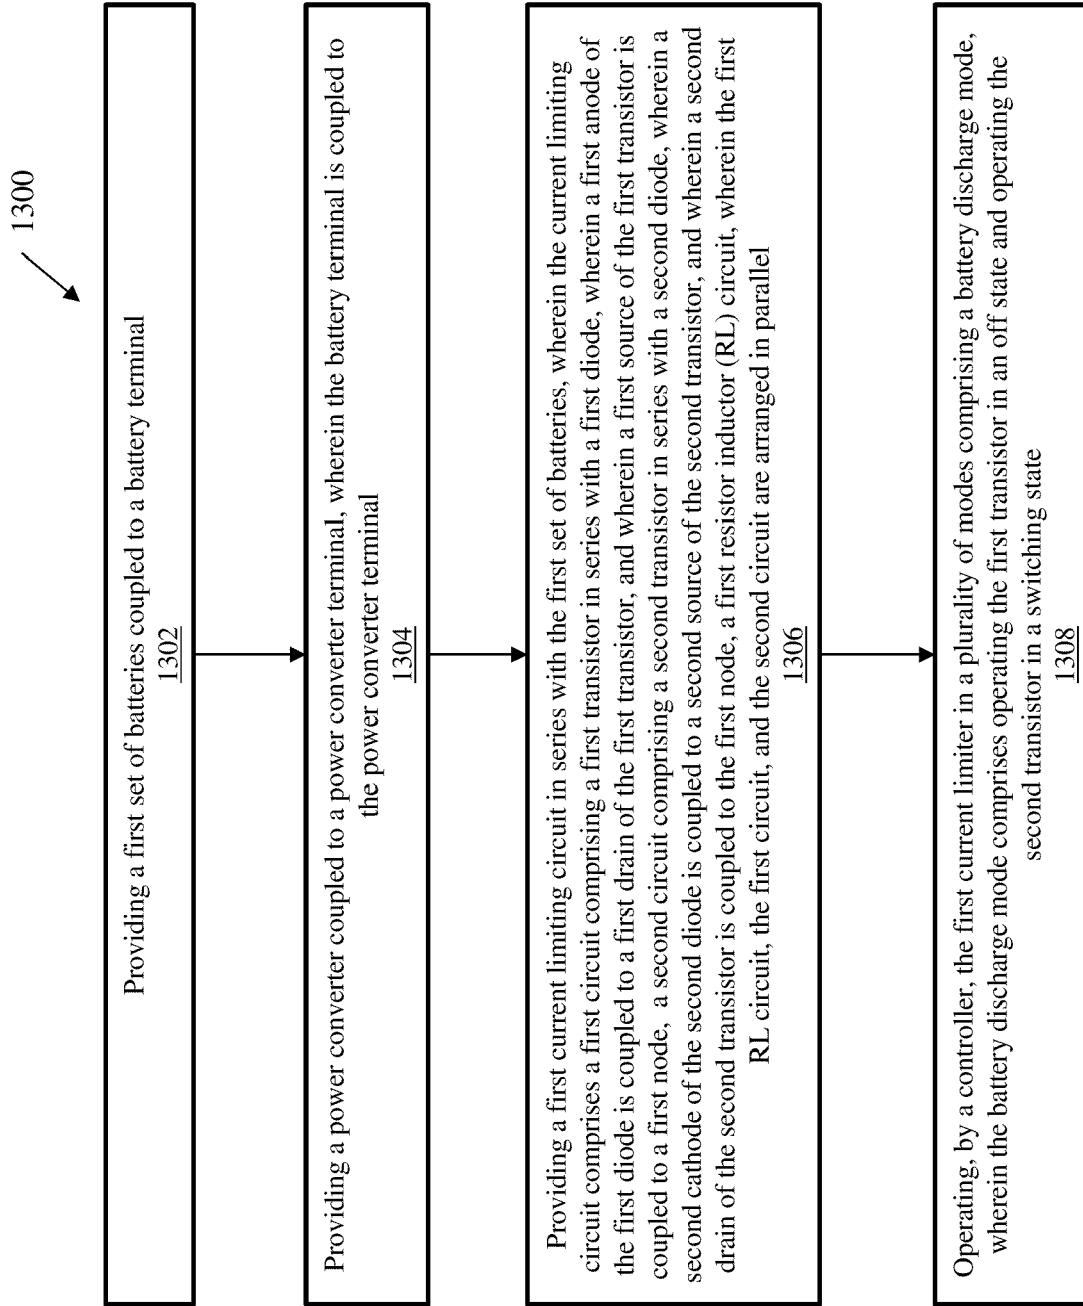 1300
Providing a first set of batteries coupled to a battery terminal
1302
Providing a power converter coupled to a power converter terminal, wherein the battery terminal is coupled to
the power converter terminal
1304
Providing a first current limiting circuit in series with the first set of batteries, wherein the current limiting
circuit comprises a first circuit comprising a first transistor in series with a first diode, wherein a first anode of
the first diode is coupled to a first drain of the first transistor, and wherein a first source of the first transistor is
coupled to a first node, a second circuit comprising a second transistor in series with a second diode, wherein a
second cathode of the second diode is coupled to a second source of the second transistor, and wherein a second
drain of the second transistor is coupled to the first node, a first resistor inductor (RL) circuit, wherein the first
RL circuit, the first circuit, and the second circuit are arranged in parallel
1306
Operating, by a controller, the first current limiter in a plurality of modes comprising a battery discharge mode,
wherein the battery discharge mode comprises operating the first transistor in an off state and operating the
second transistor in a switching state
1308